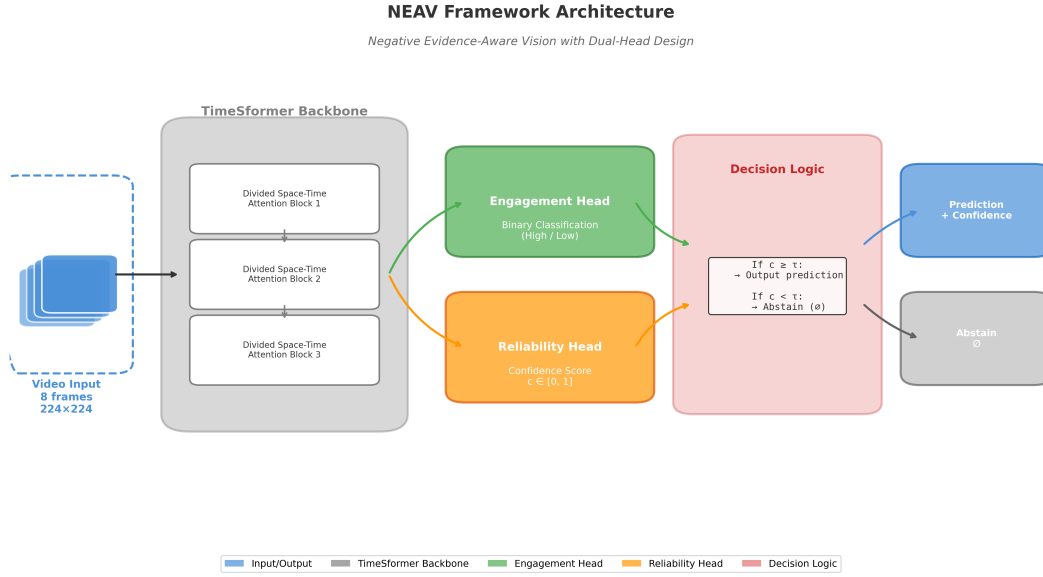 NEAV Framework Architecture
Negative Evidence-Aware Vision with Dual-Head Design
TimeSformer Backbone
Divided Space-Time
Attention Block 1
Divided Space-Time
Attention Block 2
Divided Space-Time
Attention Block 3
Video Input
8 frames
224×224
Engagement Head
Binary Classification
(High / Low)
Reliability Head
Confidence Score
c ∈ [0, 1]
Decision Logic
If c ≥ τ:
→ Output prediction
If c < τ:
→ Abstain (∅)
Prediction
+ Confidence
Abstain
∅
Input/Output
TimeSformer Backbone
Engagement Head
Reliability Head
Decision Logic